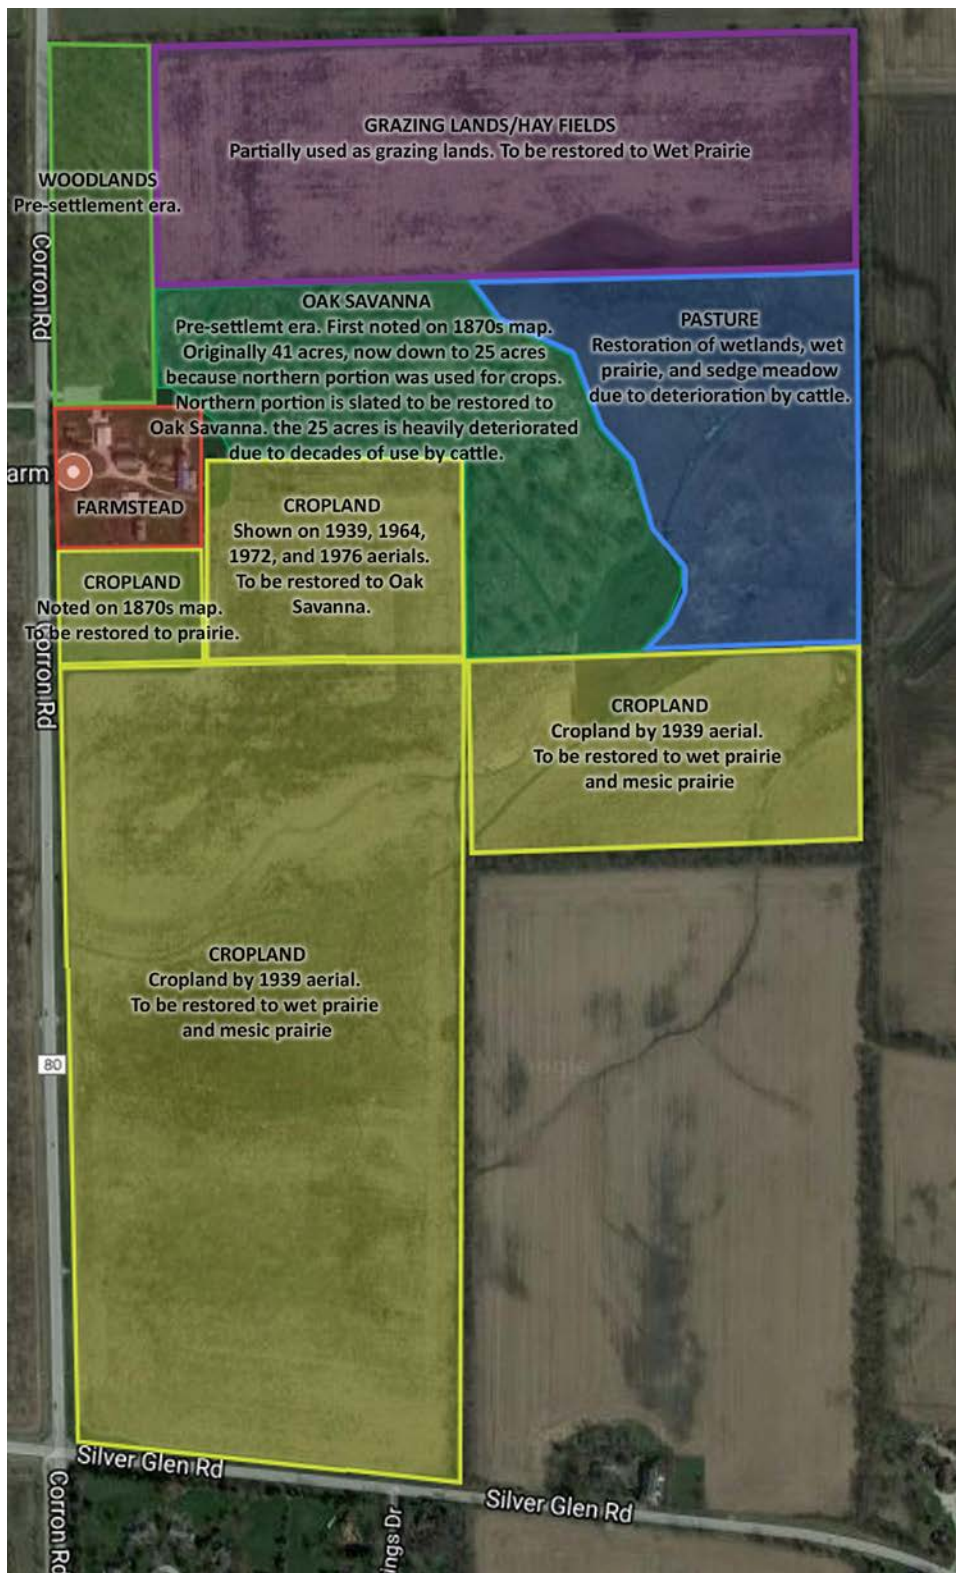 GRAZING LANDS/HAY FIELDS
Partially used as grazing lands. To be restored to Wet Prairie
WOODLANDS
Pre-settlement era.
Corron Rd
OAK SAVANNA
Pre-settlemt era. First noted on 1870s map.
Originally 41 acres, now down to 25 acres
because northern portion was used for crops.
Northern portion is slated to be restored to
Oak Savanna. the 25 acres is heavily deteriorated
due to decades of use by cattle.
PASTURE
Restoration of wetlands, wet
prairie, and sedge meadow
due to deterioration by cattle.
arm
FARMSTEAD
CROPLAND
Shown on 1939, 1964,
1972, and 1976 aerials.
To be restored to Oak
Savanna.
CROPLAND
Noted on 1870s map.
To be restored to prairie.
Corron Rd
CROPLAND
Cropland by 1939 aerial.
To be restored to wet prairie
and mesic prairie
CROPLAND
Cropland by 1939 aerial.
To be restored to wet prairie
and mesic prairie
80
Silver Glen Rd
Silver Glen Rd
Corron Rd
ings Dr